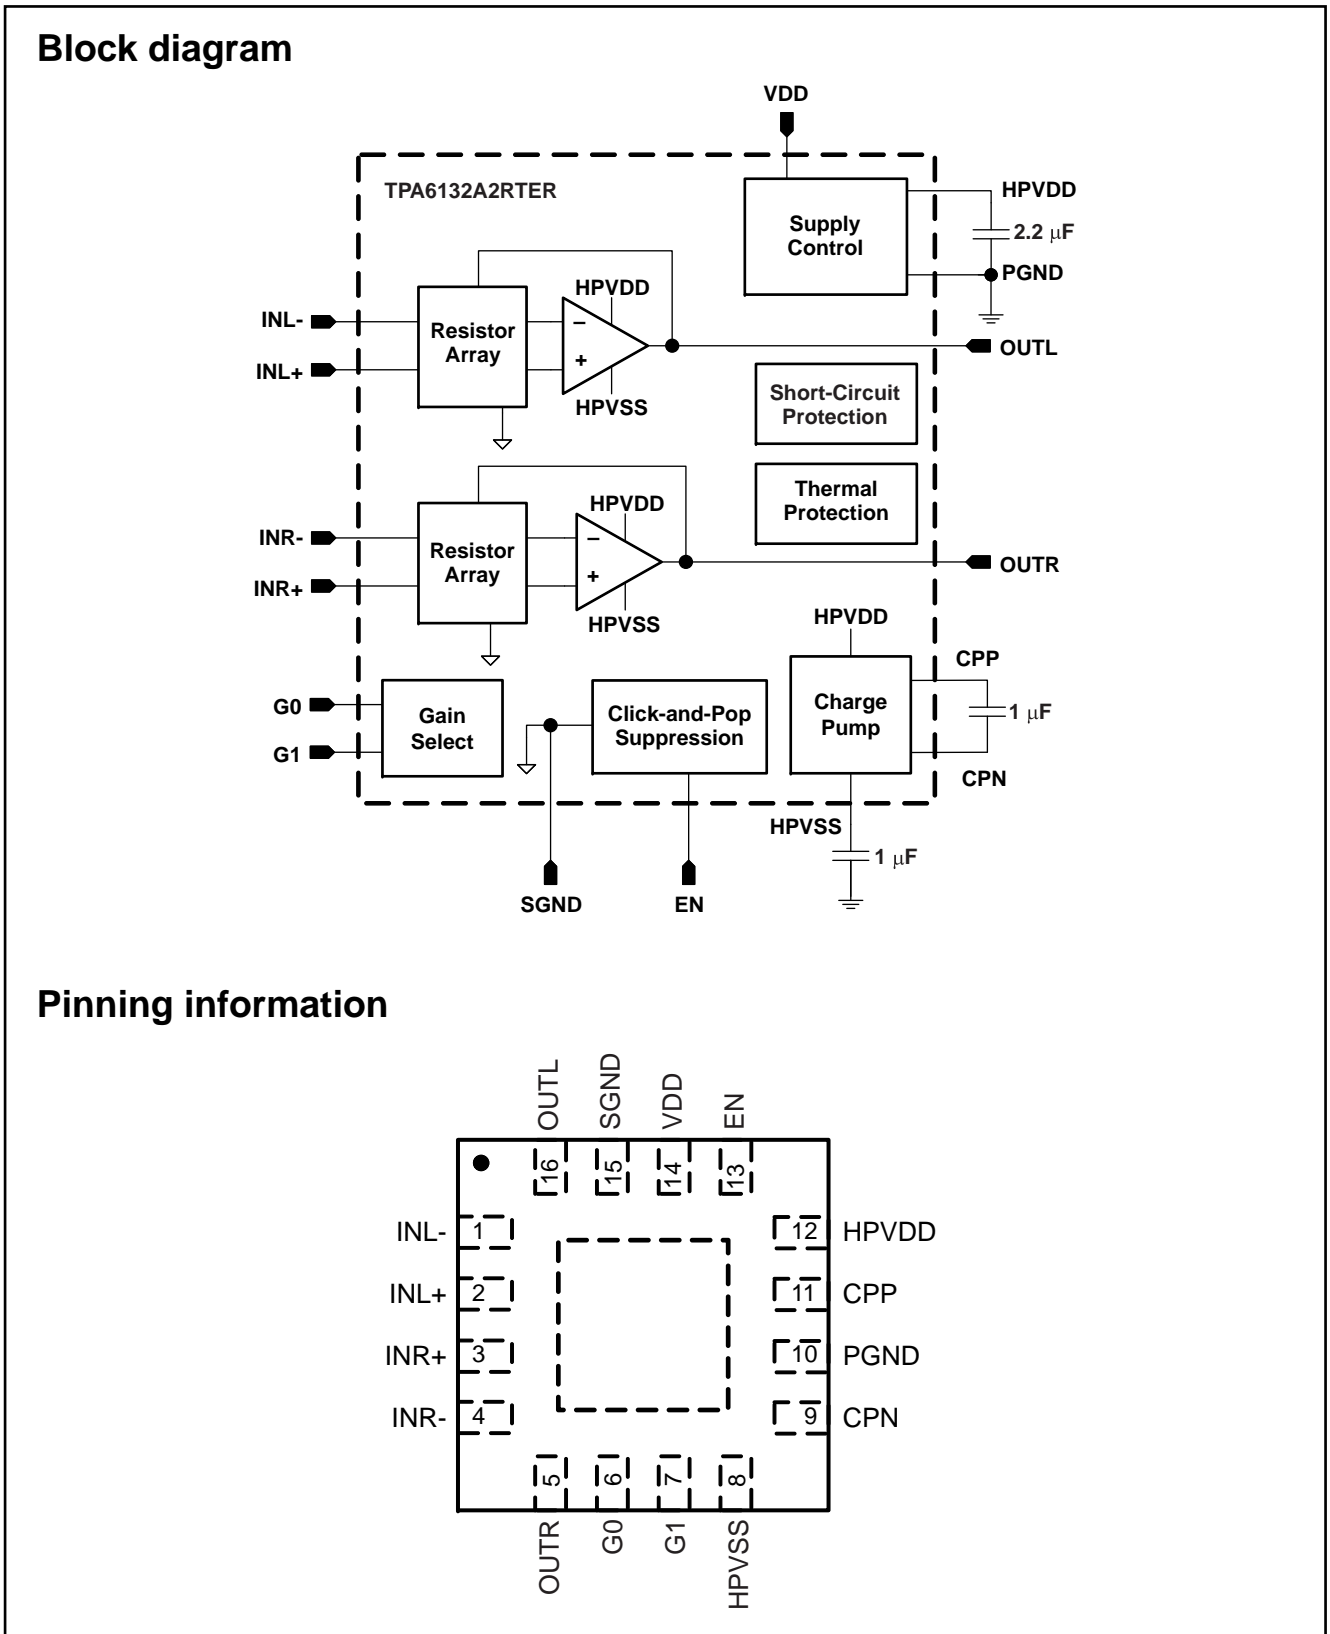 Block diagram
VDD
TPA6132A2RTER
HPVDD
Supply
Control
2.2 μF
PGND
HPVDD
INL-
Resistor
Array
−
+
OUTL
INL+
HPVSS
Short-Circuit
Protection
Thermal
Protection
HPVDD
INR-
Resistor
Array
−
+
OUTR
INR+
HPVSS
HPVDD
CPP
G0
Gain
Select
Click-and-Pop
Suppression
Charge
Pump
1 μF
G1
CPN
HPVSS
1 μF
SGND
EN
Pinning information
OUTL
SGND
VDD
EN
16
15
14
13
INL-
1
12
HPVDD
INL+
2
11
CPP
INR+
3
10
PGND
INR-
4
9
CPN
5
6
7
8
OUTR
G0
G1
HPVSS